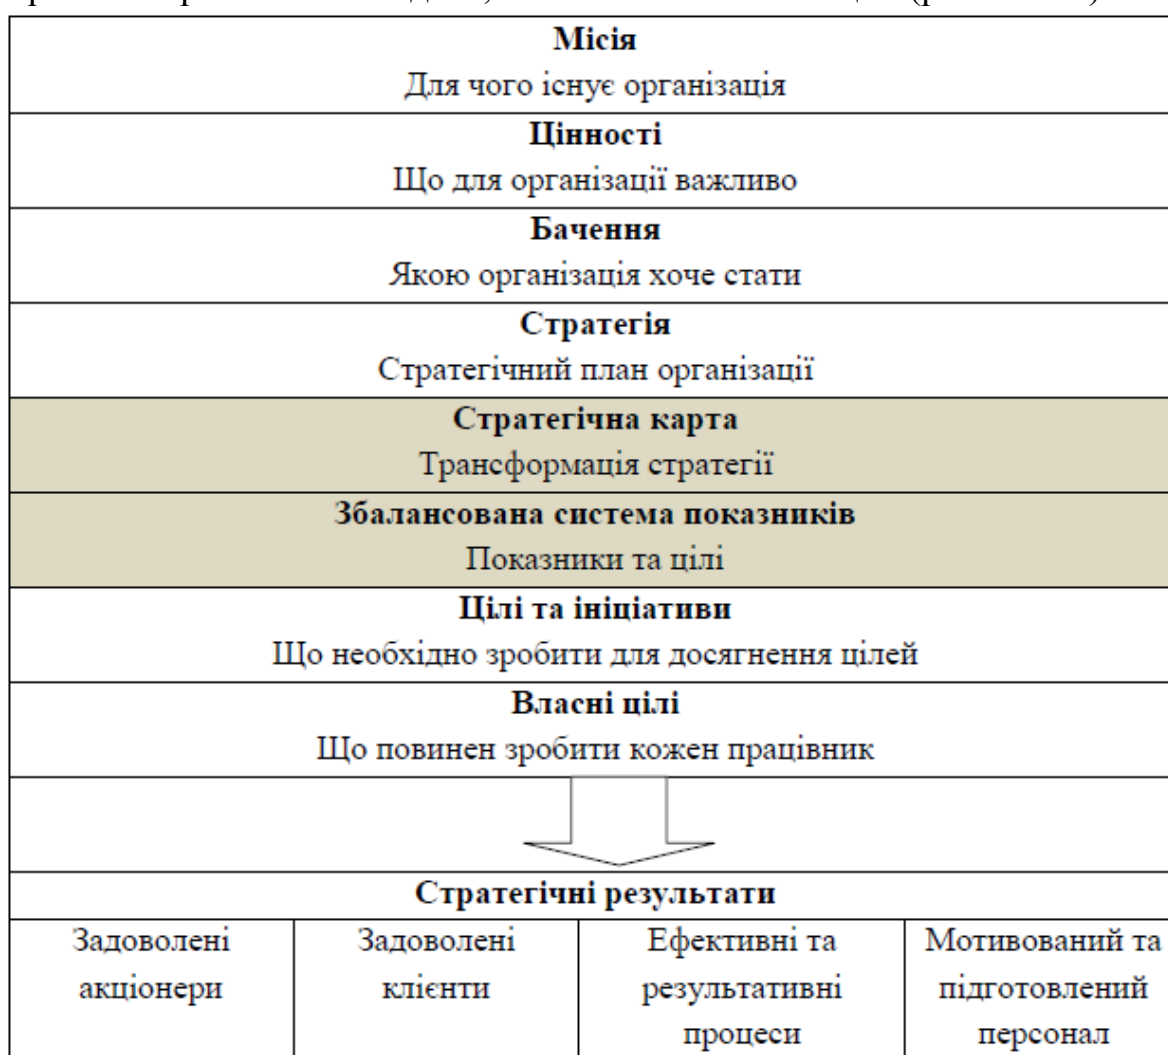 Місія
Для чого існує організація
Цінності
Що для організації важливо
Бачення
Якою організація хоче стати
Стратегія
Стратегічний план організації
Стратегічна карта
Трансформація стратегії
Збалансована система показників
Показники та цілі
Цілі та ініціативи
Що необхідно зробити для досягнення цілей
Власні цілі
Що повинен зробити кожен працівник
Стратегічні результати
Задоволені
акціонери
Задоволені
клієнти
Ефективні та
результативні
процеси
Мотивований та
підготовлений
персонал